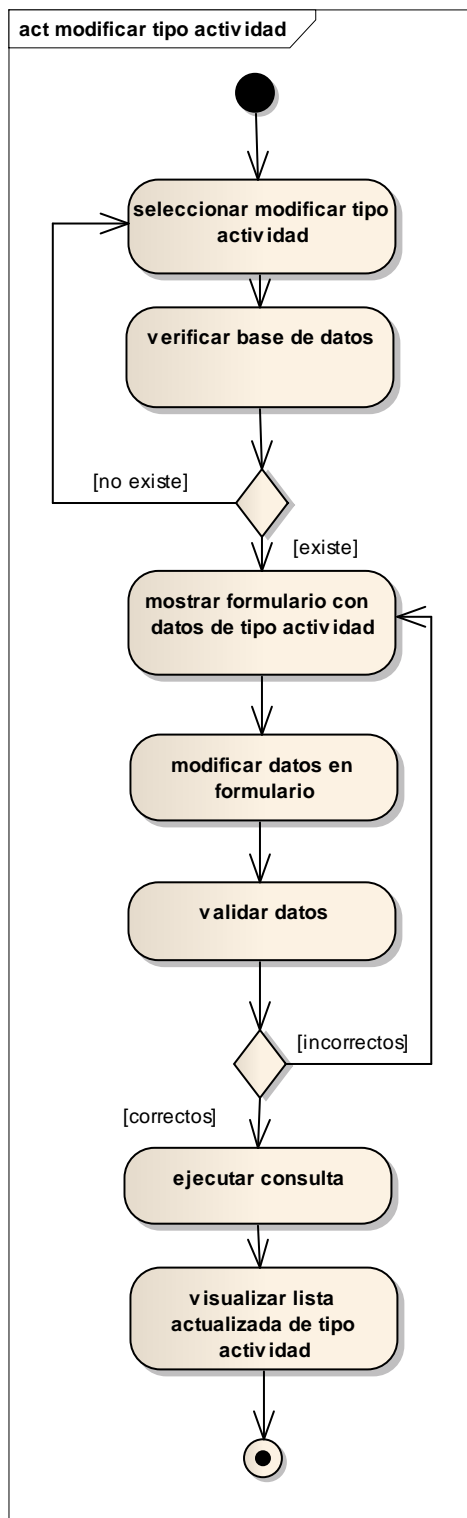 act modificar tipo actividad
seleccionar modificar tipo
actividad
verificar base de datos
[no existe]
[existe]
mostrar formulario con
datos de tipo actividad
modificar datos en
formulario
validar datos
[incorrectos]
[correctos]
ejecutar consulta
visualizar lista
actualizada de tipo
actividad